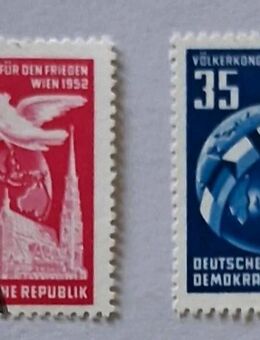 FÜR DEN FRIEDEN
WIEN 1952
HE REPUBLIK
VÖLKERKONG
35
DEUTSCHE
DEMOKRA